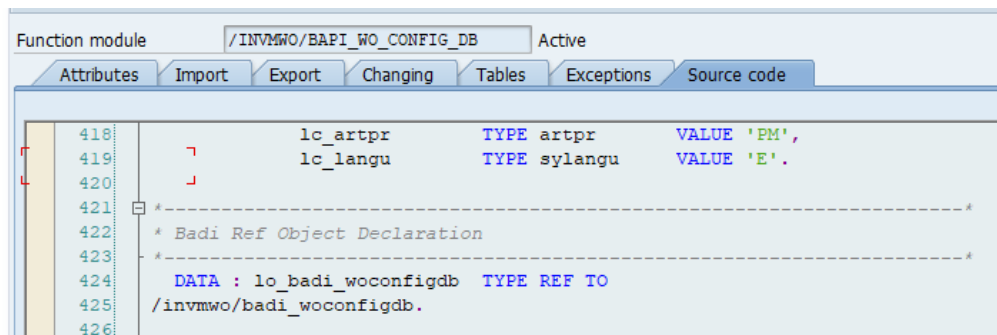 Function module /INVMWO/BAPI_WO_CONFIG_DB Active
Attributes Import Export Changing Tables Exceptions Source code
418 lc_artpr TYPE artpr VALUE 'PM',
419 lc_langu TYPE sylangu VALUE 'E'.
420
421 *----------------------------------------------------------------------*
422 * Badi Ref Object Declaration
423 *----------------------------------------------------------------------*
424 DATA : lo_badi_woconfigdb TYPE REF TO
425 /invmwo/badi_woconfigdb.
426